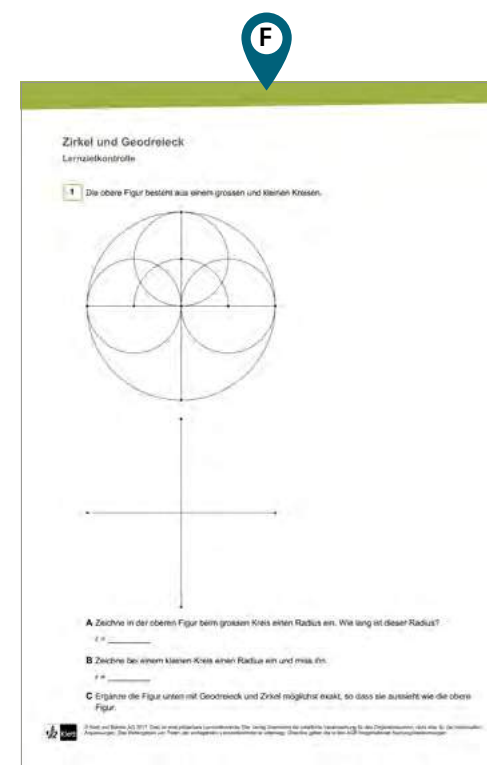 F
Zirkel und Geodreieck
Lernzielkontrolle
1 Die obere Figur besteht aus einem grossen und kleinen Kreisen.
A Zeichne in der oberen Figur beim grossen Kreis einen Radius ein. Wie lang ist dieser Radius?
r = ________
B Zeichne bei einem kleinen Kreis einen Radius ein und miss ihn.
r = ________
C Ergänze die Figur unten mit Geodreieck und Zirkel möglichst exakt, so dass sie aussieht wie die obere
Figur.
Klett